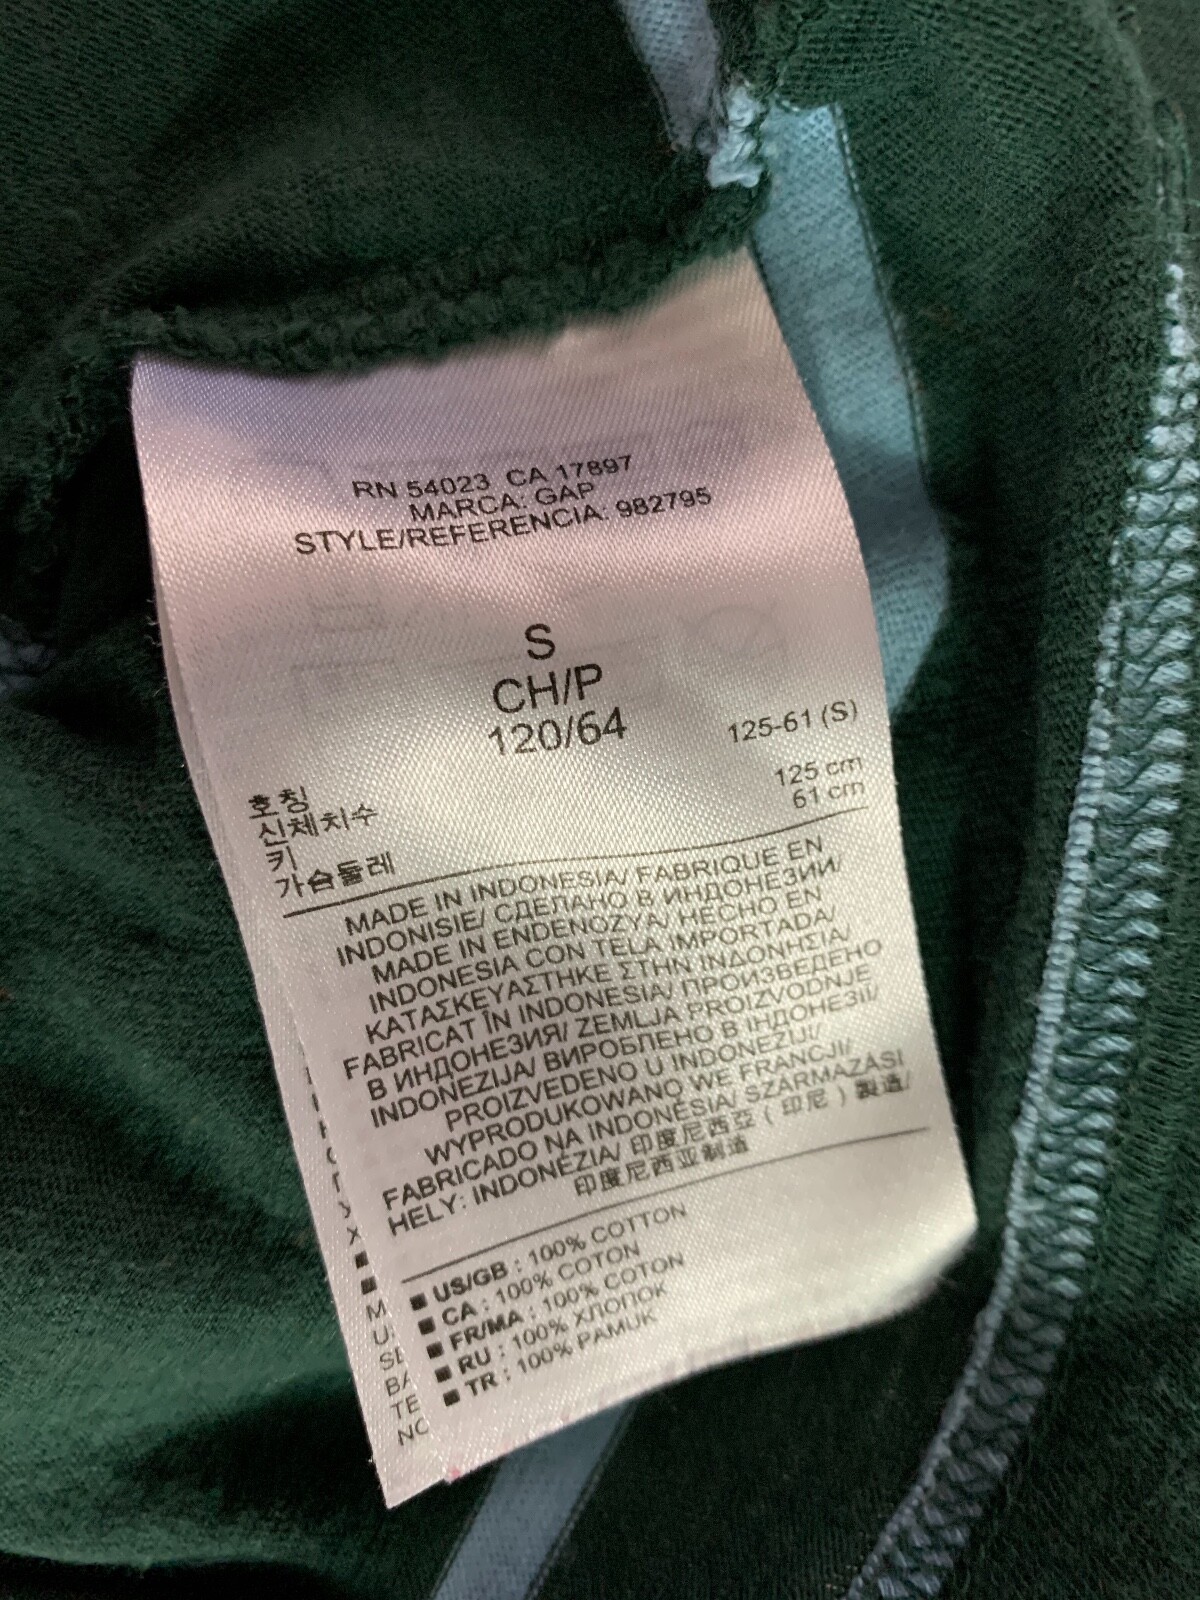 RN 54023 CA 17897
MARCA: GAP
STYLE/REFERENCIA: 982795
S
CH/P
120/64
호칭 125-61 (S)
신체치수
키 125 cm
가슴둘레 61 cm
MADE IN INDONESIA/ FABRIQUE EN
INDONISIE/ СДЕЛАНО В ИНДОНЕЗИИ/
MADE IN ENDENOZYA/ HECHO EN
INDONESIA CON TELA IMPORTADA/
ΚΑΤΑΣΚΕΥΑΣΤΗΚΕ ΣΤΗΝ ΙΝΔΟΝΗΣΙΑ/
FABRICAT ÎN INDONESIA/ ПРОИЗВЕДЕНО
В ИНДОНЕЗИЯ/ ZEMLJA PROIZVODNJE
INDONEZIJA/ ВИРОБЛЕНО В ІНДОНЕЗІЇ/
PROIZVEDENO U INDONEZIJI/
WYPRODUKOWANO WE FRANCJI/
FABRICADO NA INDONÉSIA/ SZÁRMAZÁSI
HELY: INDONÉZIA/ 印度尼西亞 ( 印尼 ) 製造/
印度尼西亚制造
■ US/GB : 100% COTTON
■ CA : 100% COTON
■ FR/MA : 100% COTON
■ RU : 100% ХЛОПОК
■ TR : 100% PAMUK